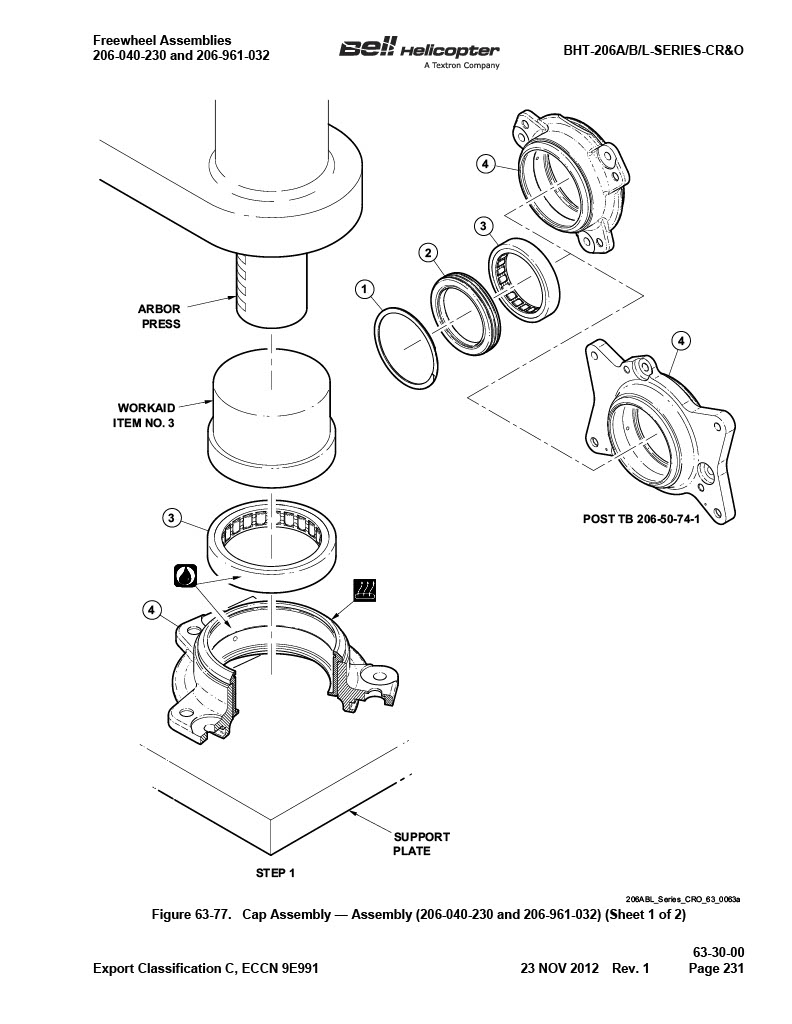 Freewheel Assemblies
206-040-230 and 206-961-032
Bell Helicopter
A Textron Company
BHT-206A/B/L-SERIES-CR&O
4
3
2
1
ARBOR
PRESS
4
WORKAID
ITEM NO. 3
POST TB 206-50-74-1
3
4
SUPPORT
PLATE
STEP 1
206ABL_Series_CRO_63_0063a
Figure 63-77. Cap Assembly — Assembly (206-040-230 and 206-961-032) (Sheet 1 of 2)
63-30-00
Export Classification C, ECCN 9E991
23 NOV 2012 Rev. 1 Page 231